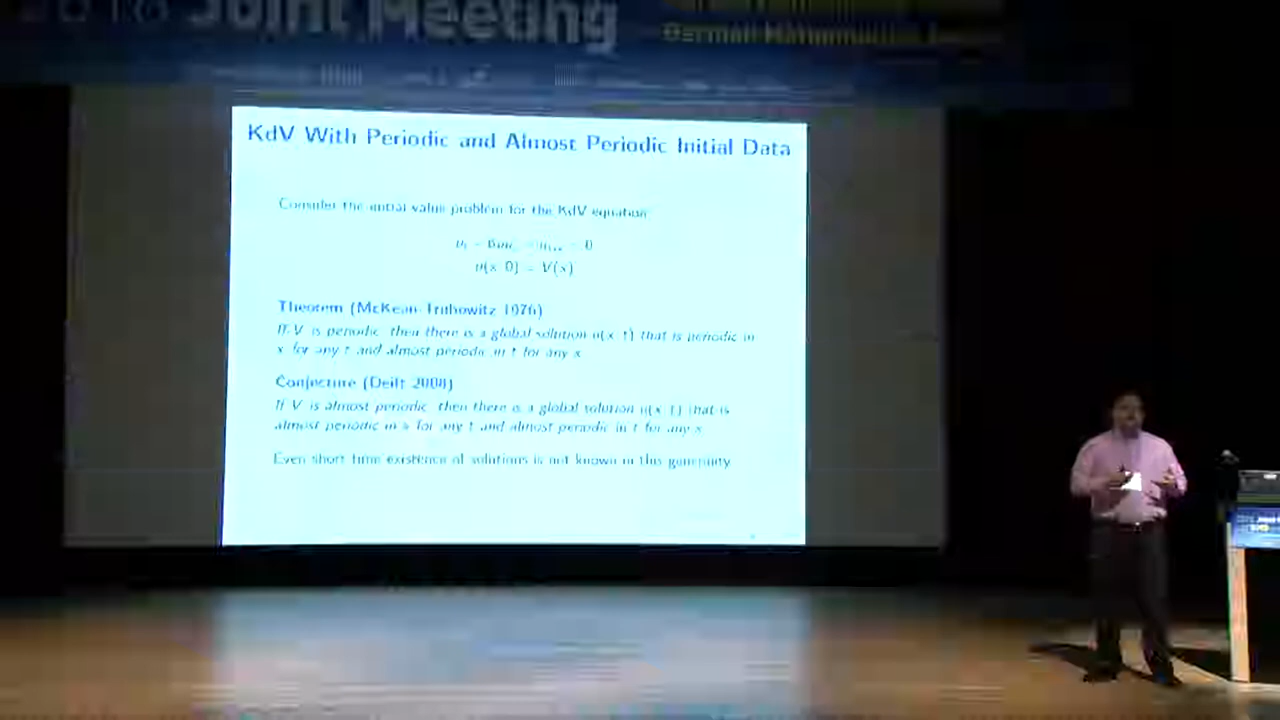 Joint Meeting
German Mathematical
KdV With Periodic and Almost Periodic Initial Data
Consider the initial value problem for the KdV equation
u(x, 0) = V(x)
Theorem (McKean-Trubowitz 1976)
If V is periodic, then there is a global solution u(x, t) that is periodic in
x for any t and almost periodic in t for any x.
Conjecture (Deift 2008)
If V is almost periodic, then there is a global solution u(x, t) that is
almost periodic in x for any t and almost periodic in t for any x.
Even short time existence of solutions is not known in this generality.